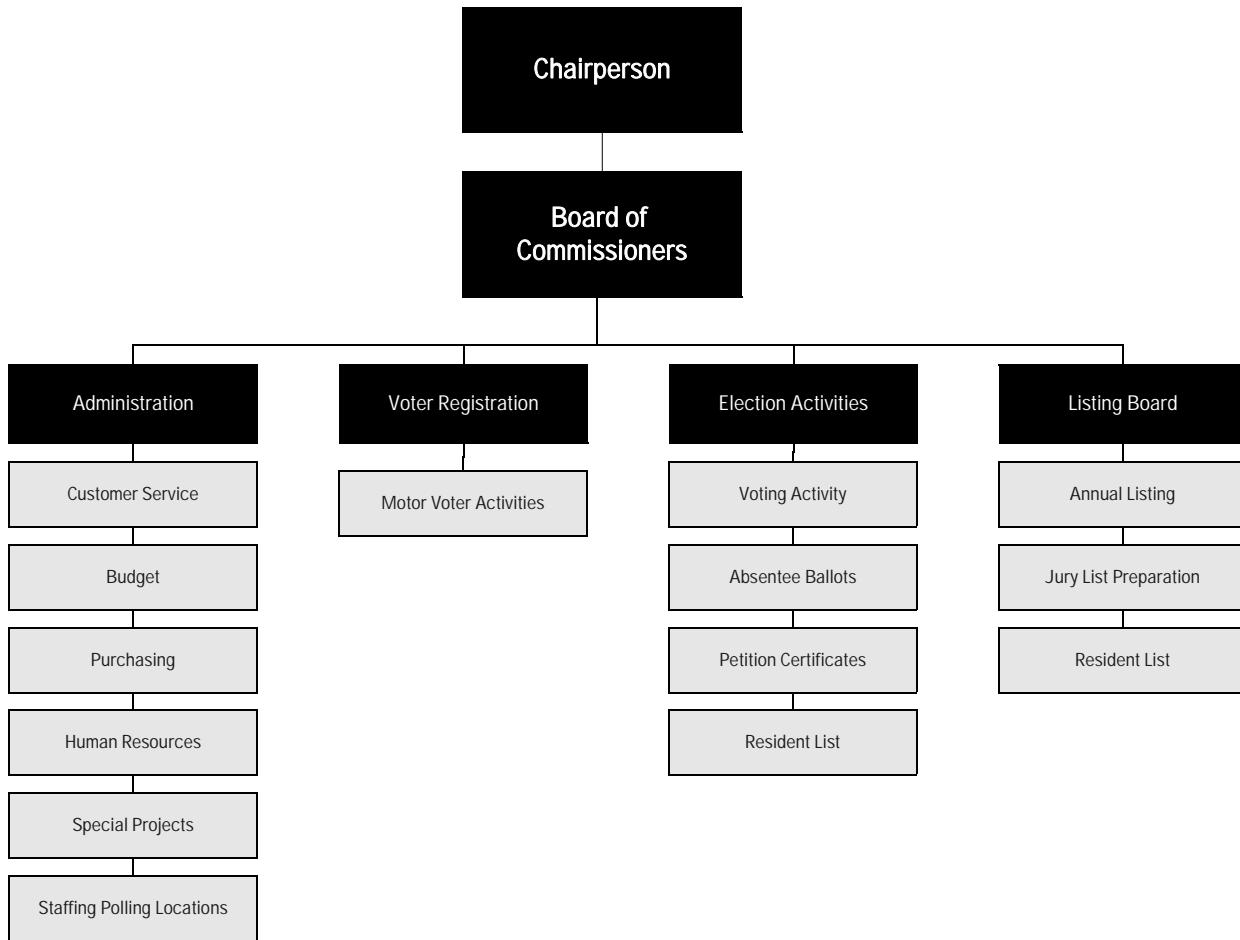 Chairperson
Board of
Commissioners
Administration
Voter Registration
Election Activities
Listing Board
Customer Service
Motor Voter Activities
Voting Activity
Annual Listing
Budget
Absentee Ballots
Jury List Preparation
Purchasing
Petition Certificates
Resident List
Human Resources
Resident List
Special Projects
Staffing Polling Locations